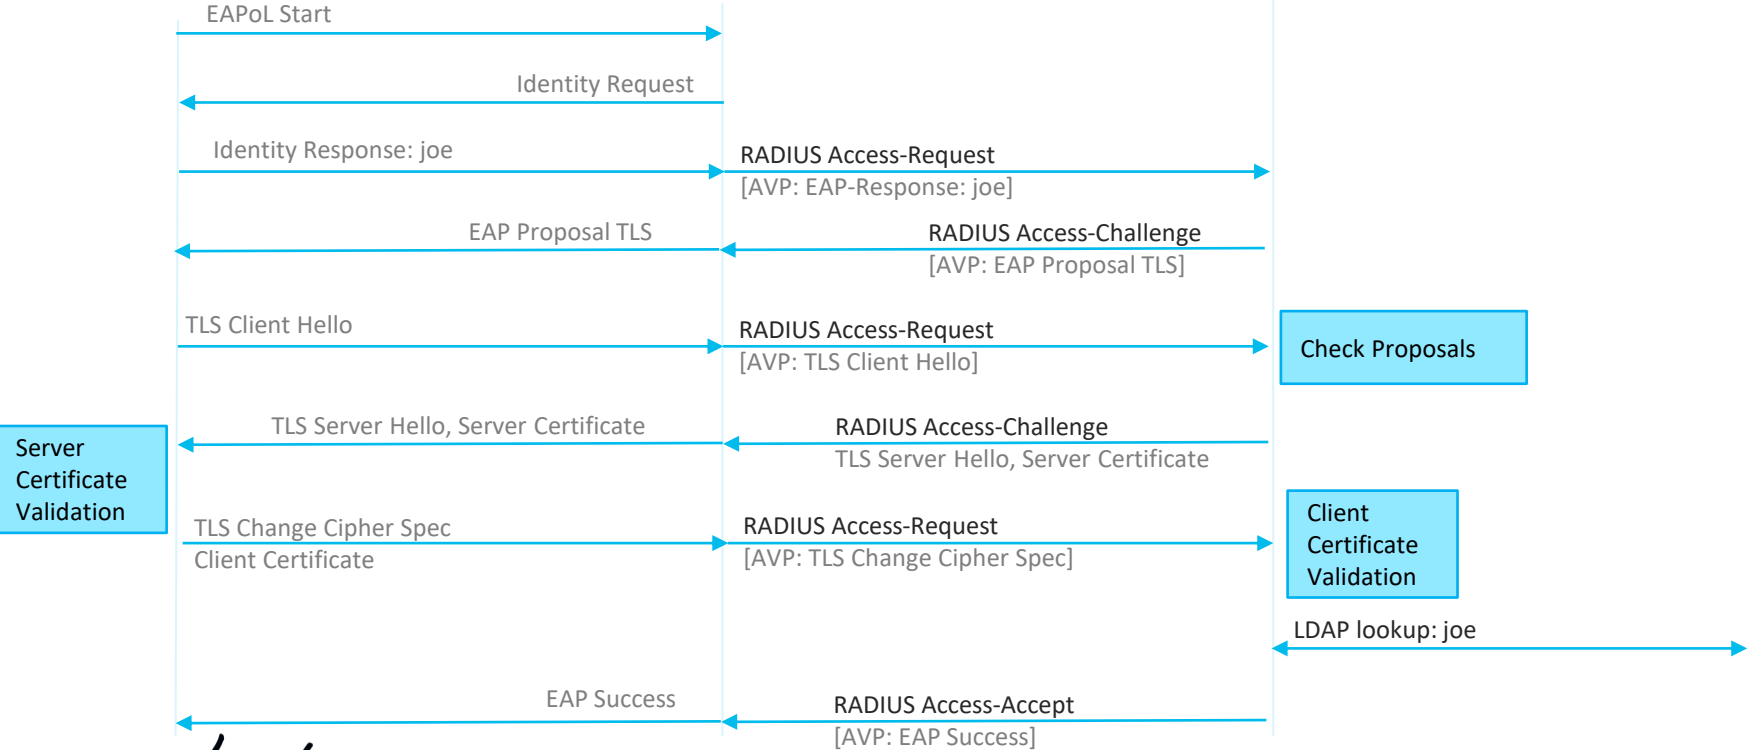 EAPoL Start
Identity Request
Identity Response: joe
RADIUS Access-Request
[AVP: EAP-Response: joe]
EAP Proposal TLS
RADIUS Access-Challenge
[AVP: EAP Proposal TLS]
TLS Client Hello
RADIUS Access-Request
[AVP: TLS Client Hello]
Check Proposals
TLS Server Hello, Server Certificate
RADIUS Access-Challenge
TLS Server Hello, Server Certificate
Server
Certificate
Validation
TLS Change Cipher Spec
Client Certificate
RADIUS Access-Request
[AVP: TLS Change Cipher Spec]
Client
Certificate
Validation
LDAP lookup: joe
EAP Success
RADIUS Access-Accept
[AVP: EAP Success]